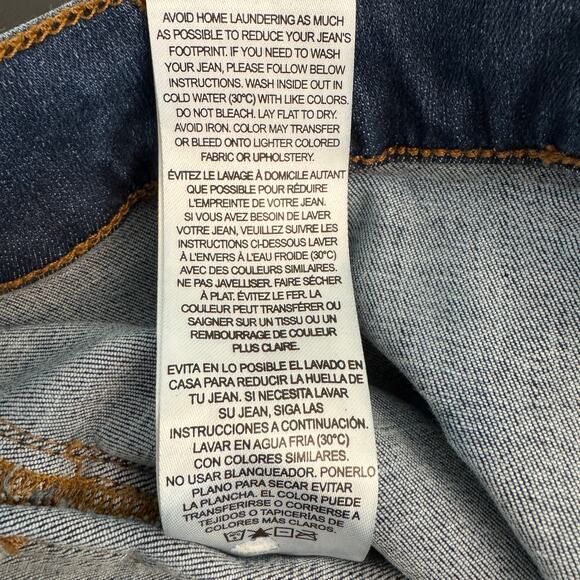 AVOID HOME LAUNDERING AS MUCH
AS POSSIBLE TO REDUCE YOUR JEAN'S
FOOTPRINT. IF YOU NEED TO WASH
YOUR JEAN, PLEASE FOLLOW BELOW
INSTRUCTIONS. WASH INSIDE OUT IN
COLD WATER (30°C) WITH LIKE COLORS.
DO NOT BLEACH. LAY FLAT TO DRY.
AVOID IRON. COLOR MAY TRANSFER
OR BLEED ONTO LIGHTER COLORED
FABRIC OR UPHOLSTERY.
ÉVITEZ LE LAVAGE À DOMICILE AUTANT
QUE POSSIBLE POUR RÉDUIRE
L'EMPREINTE DE VOTRE JEAN.
SI VOUS AVEZ BESOIN DE LAVER
VOTRE JEAN, VEUILLEZ SUIVRE LES
INSTRUCTIONS CI-DESSOUS LAVER
À L'ENVERS À L'EAU FROIDE (30°C)
AVEC DES COULEURS SIMILAIRES.
NE PAS JAVELLISER. FAIRE SÉCHER
À PLAT. ÉVITEZ LE FER. LA
COULEUR PEUT TRANSFÉRER OU
SAIGNER SUR UN TISSU OU UN
REMBOURRAGE DE COULEUR
PLUS CLAIRE.
EVITA EN LO POSIBLE EL LAVADO EN
CASA PARA REDUCIR LA HUELLA DE
TU JEAN. SI NECESITA LAVAR
SU JEAN, SIGA LAS
INSTRUCCIONES A CONTINUACIÓN.
LAVAR EN AGUA FRIA (30°C)
CON COLORES SIMILARES.
NO USAR BLANQUEADOR. PONERLO
PLANO PARA SECAR EVITAR
LA PLANCHA. EL COLOR PUEDE
TRANSFERIRSE O SANGRAR A
TEJIDOS O TAPICERÍAS DE
COLORES MÁS CLAROS.